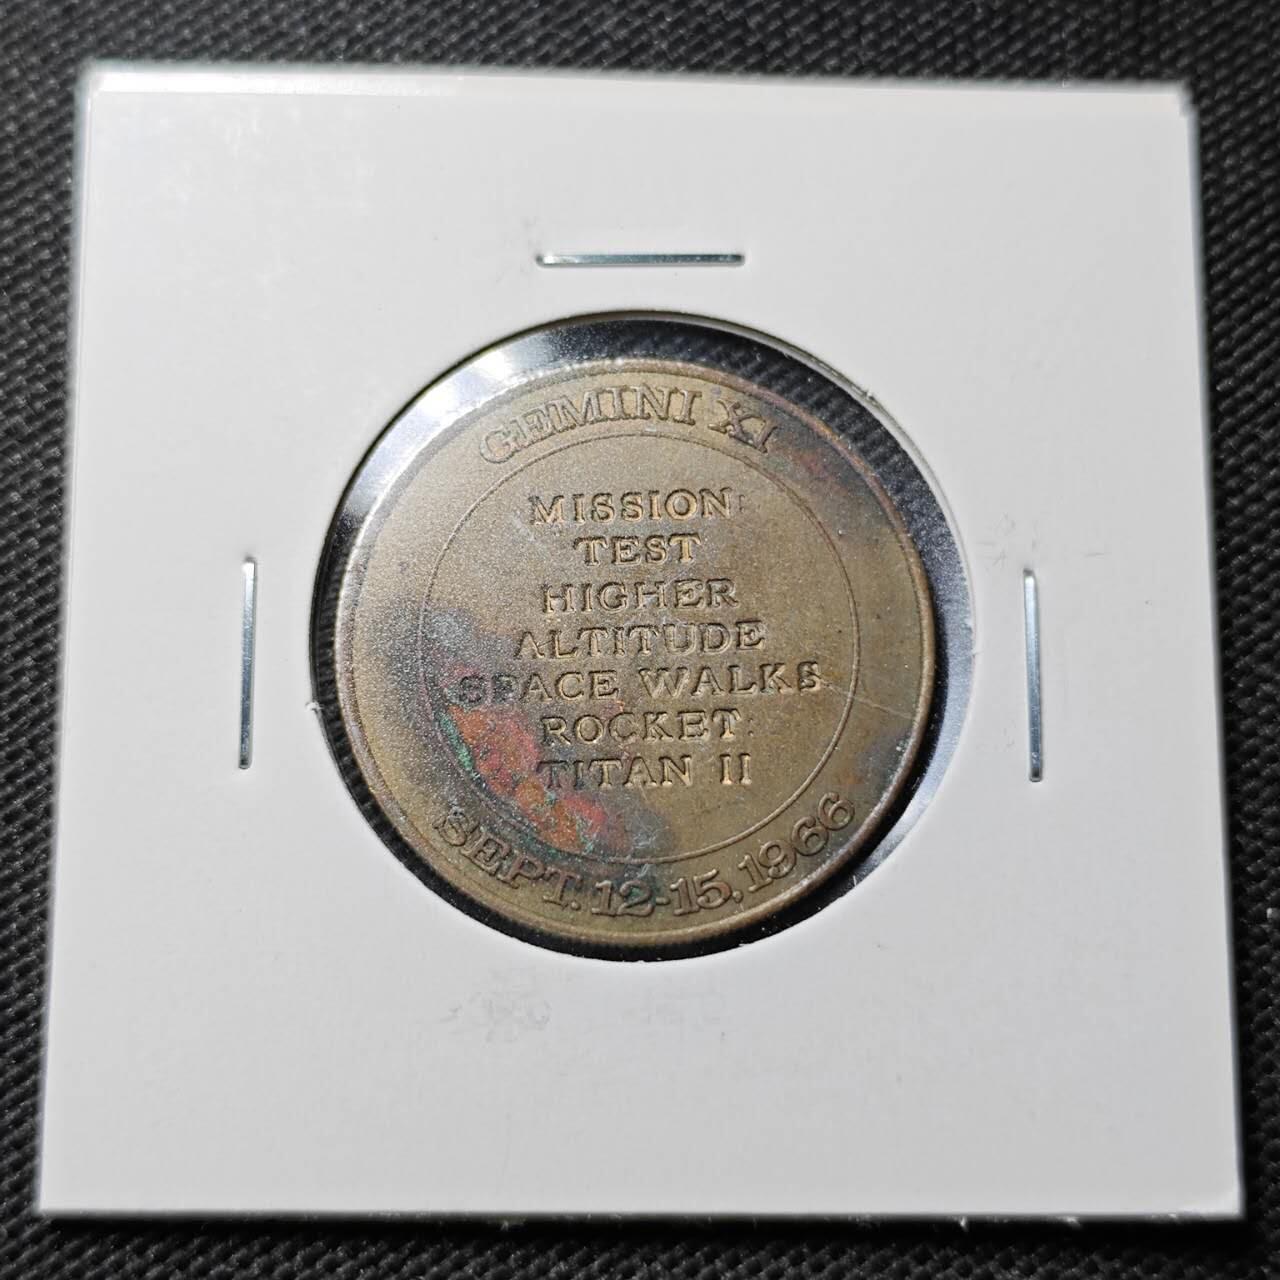 GEMINI XI
MISSION:
TEST
HIGHER
ALTITUDE
SPACE WALKS
ROCKET:
TITAN II
SEPT. 12-15, 1966